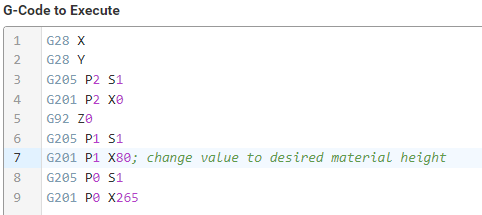 G-Code to Execute
1 G28 X
2 G28 Y
3 G205 P2 S1
4 G201 P2 X0
5 G92 Z0
6 G205 P1 S1
7 G201 P1 X80; change value to desired material height
8 G205 P0 S1
9 G201 P0 X265